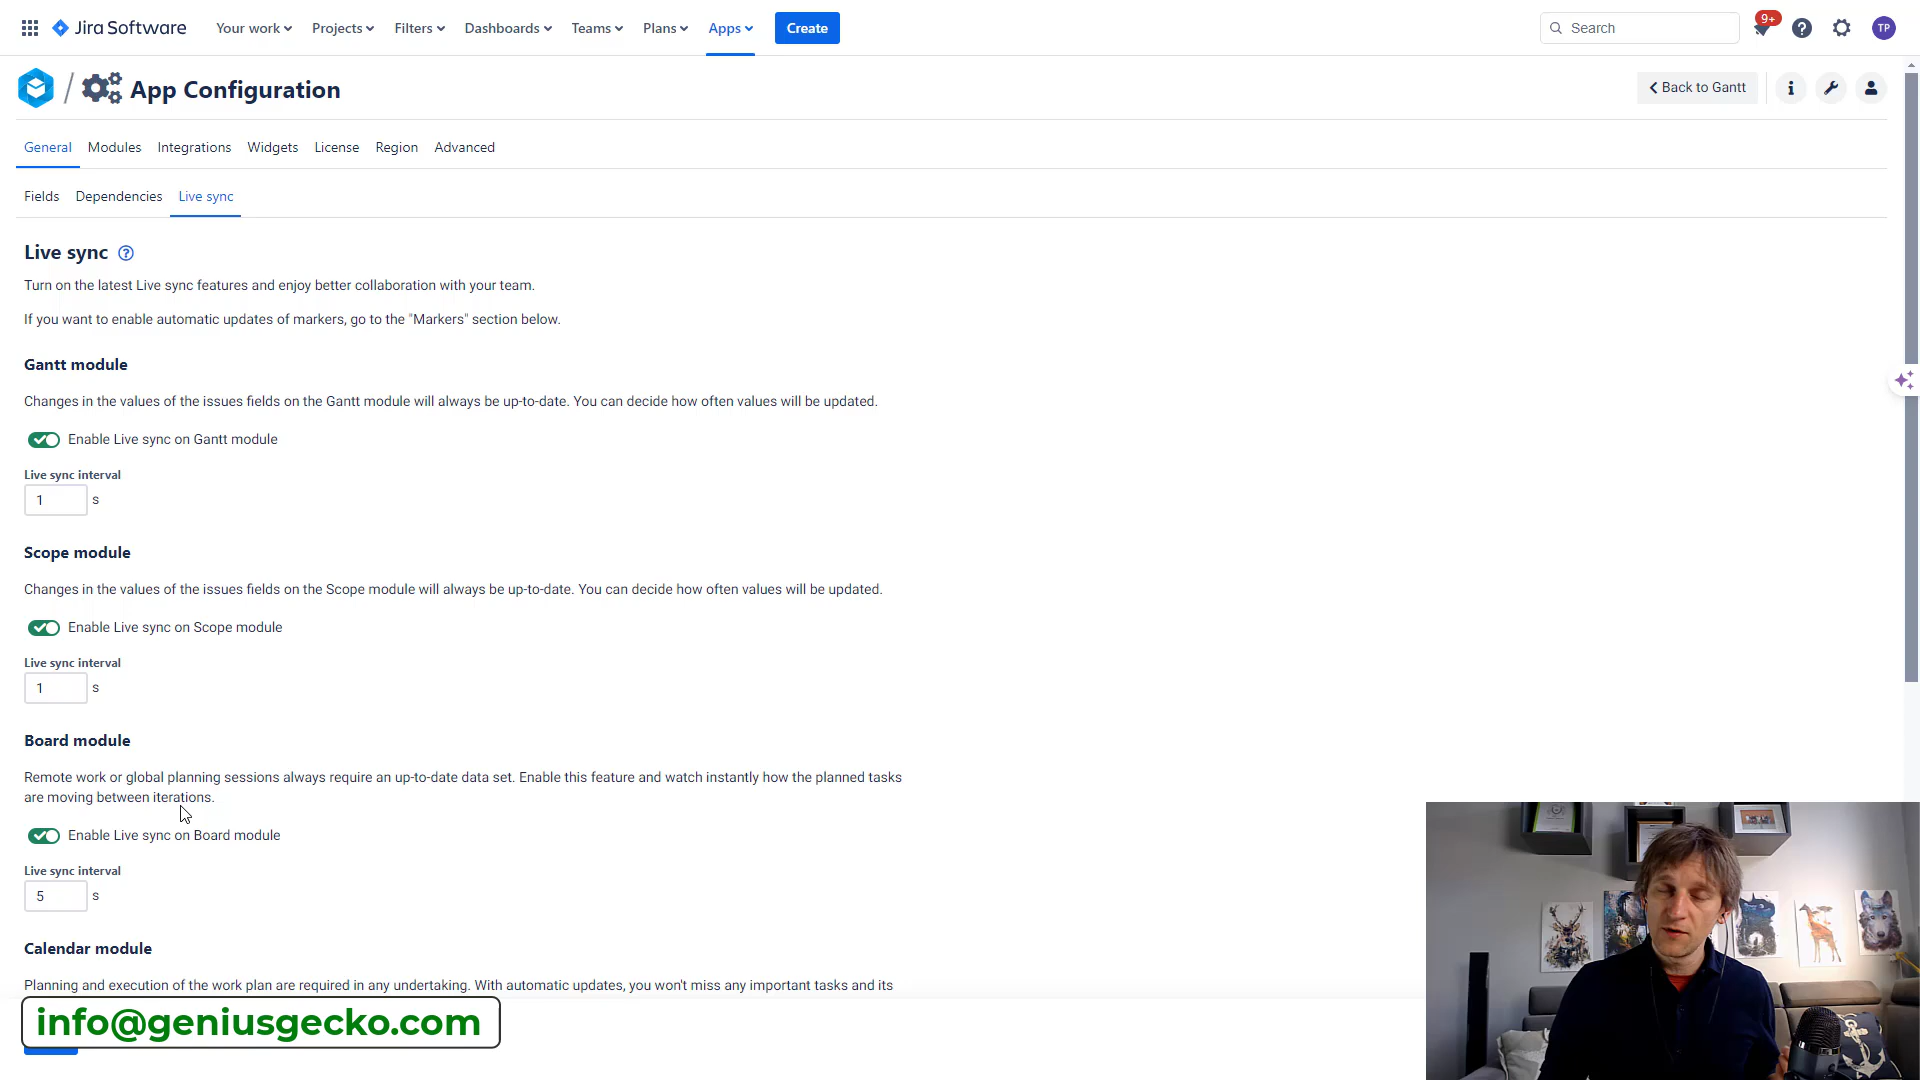 Jira Software
Your work
Projects
Filters
Dashboards
Teams
Plans
Apps
Create
Search
9+
TP
/ App Configuration
Back to Gantt
General
Modules
Integrations
Widgets
License
Region
Advanced
Fields
Dependencies
Live sync
Live sync
Turn on the latest Live sync features and enjoy better collaboration with your team.
If you want to enable automatic updates of markers, go to the "Markers" section below.
Gantt module
Changes in the values of the issues fields on the Gantt module will always be up-to-date. You can decide how often values will be updated.
Enable Live sync on Gantt module
Live sync interval
1 s
Scope module
Changes in the values of the issues fields on the Scope module will always be up-to-date. You can decide how often values will be updated.
Enable Live sync on Scope module
Live sync interval
1 s
Board module
Remote work or global planning sessions always require an up-to-date data set. Enable this feature and watch instantly how the planned tasks
are moving between iterations.
Enable Live sync on Board module
Live sync interval
5 s
Calendar module
Planning and execution of the work plan are required in any undertaking. With automatic updates, you won't miss any important tasks and its
info@geniusgecko.com